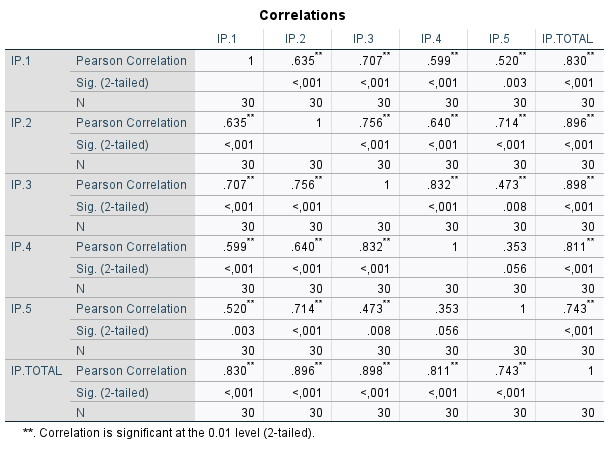 Correlations
IP.1 IP.2 IP.3 IP.4 IP.5 IP.TOTAL
IP.1 Pearson Correlation 1 .635** .707** .599** .520** .830**
Sig. (2-tailed) <,001 <,001 <,001 .003 <,001
N 30 30 30 30 30 30
IP.2 Pearson Correlation .635** 1 .756** .640** .714** .896**
Sig. (2-tailed) <,001 <,001 <,001 <,001 <,001
N 30 30 30 30 30 30
IP.3 Pearson Correlation .707** .756** 1 .832** .473** .898**
Sig. (2-tailed) <,001 <,001 <,001 .008 <,001
N 30 30 30 30 30 30
IP.4 Pearson Correlation .599** .640** .832** 1 .353 .811**
Sig. (2-tailed) <,001 <,001 <,001 .056 <,001
N 30 30 30 30 30 30
IP.5 Pearson Correlation .520** .714** .473** .353 1 .743**
Sig. (2-tailed) .003 <,001 .008 .056 <,001
N 30 30 30 30 30 30
IP.TOTAL Pearson Correlation .830** .896** .898** .811** .743** 1
Sig. (2-tailed) <,001 <,001 <,001 <,001 <,001
N 30 30 30 30 30 30
**. Correlation is significant at the 0.01 level (2-tailed).